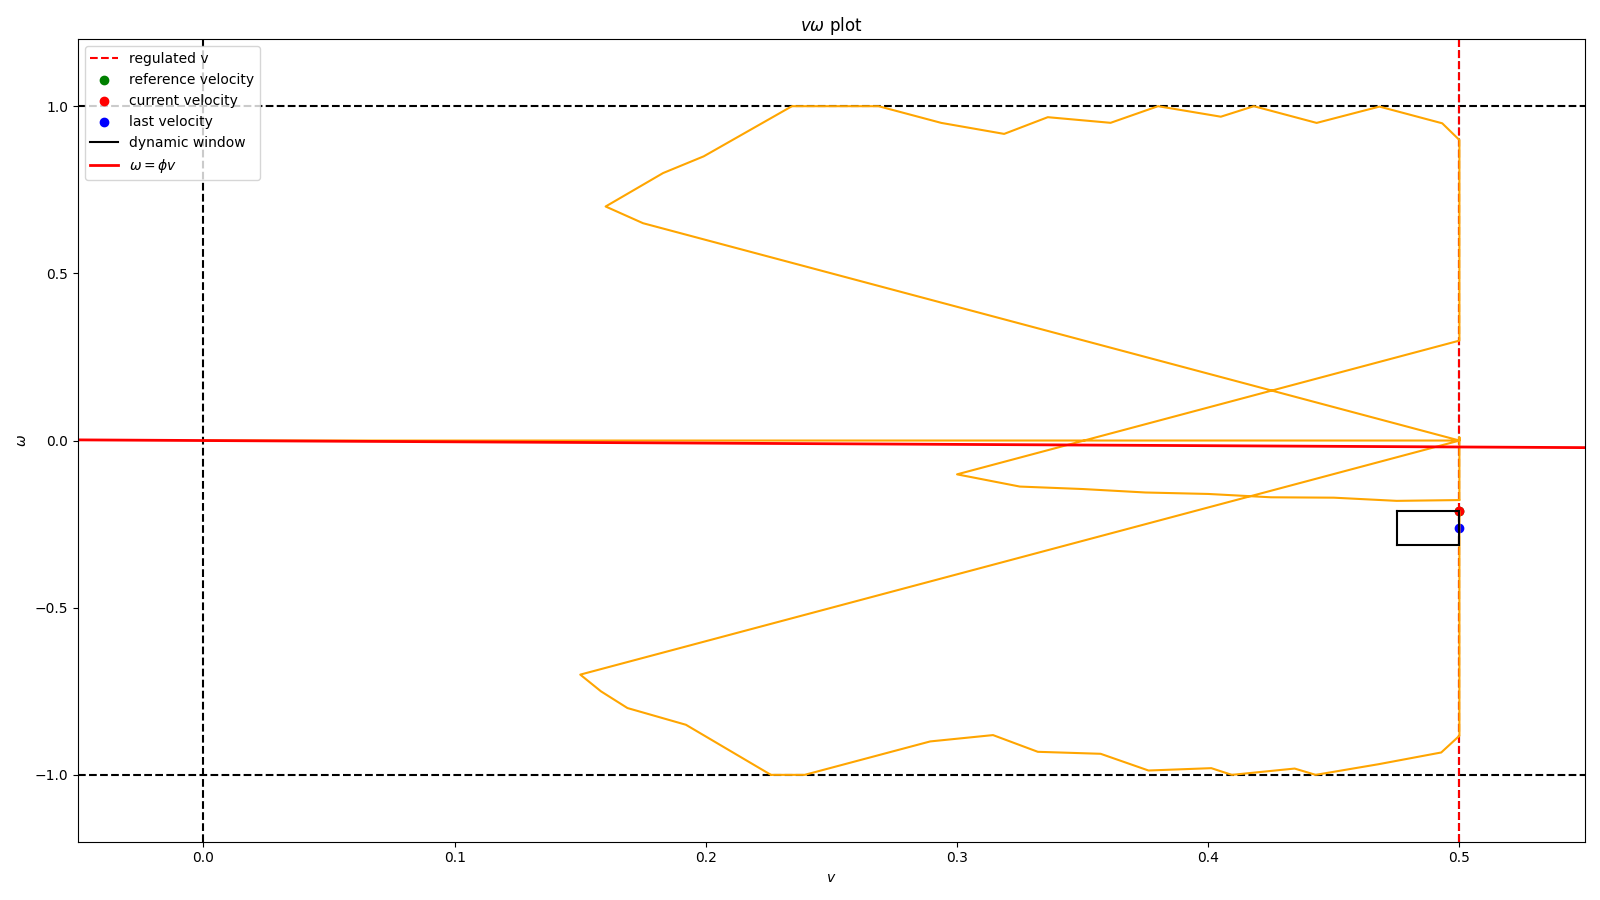 vω plot
regulated v
reference velocity
current velocity
last velocity
dynamic window
ω = ϕv
1.0
0.5
0.0
−0.5
−1.0
ω
0.0 0.1 0.2 0.3 0.4 0.5
v